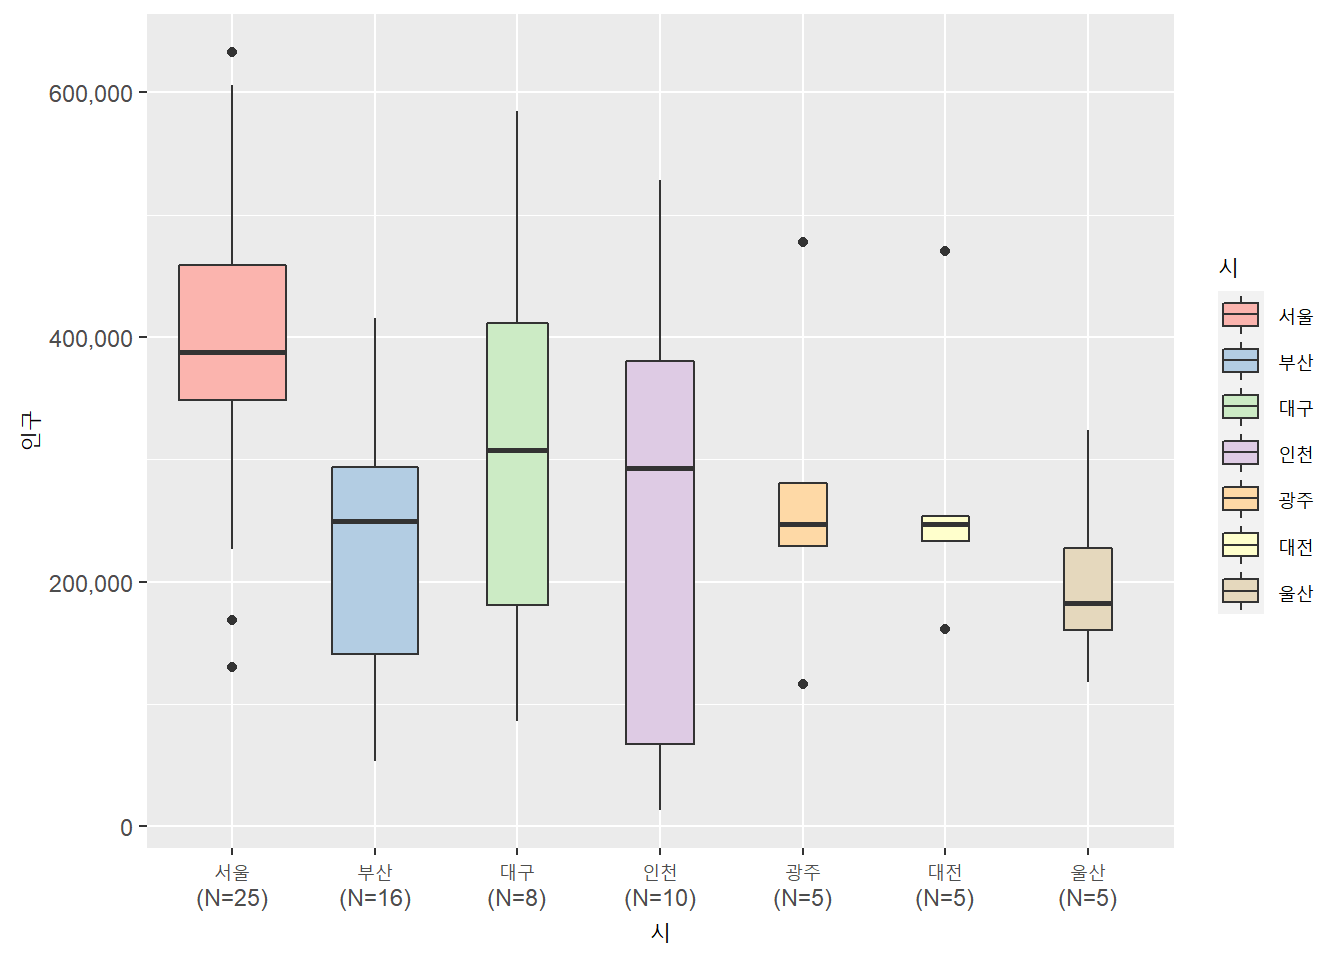 인구
600,000
400,000
200,000
0
서울 부산 대구 인천 광주 대전 울산
(N=25) (N=16) (N=8) (N=10) (N=5) (N=5) (N=5)
시
시
서울
부산
대구
인천
광주
대전
울산